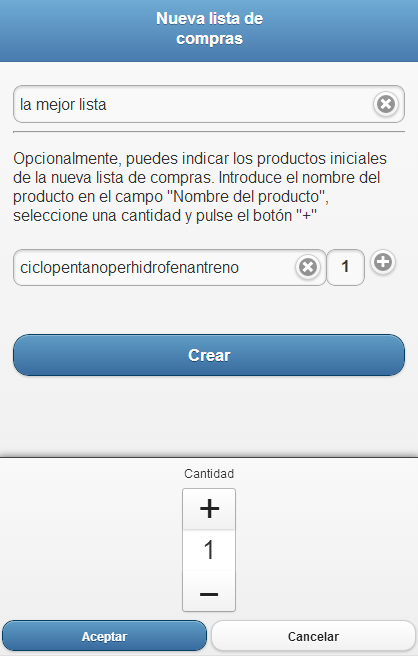 Nueva lista de
compras
la mejor lista
Opcionalmente, puedes indicar los productos iniciales
de la nueva lista de compras. Introduce el nombre del
producto en el campo "Nombre del producto",
seleccione una cantidad y pulse el botón "+"
ciclopentanoperhidrofenantreno 1
Crear
Cantidad
+
1
–
Aceptar Cancelar